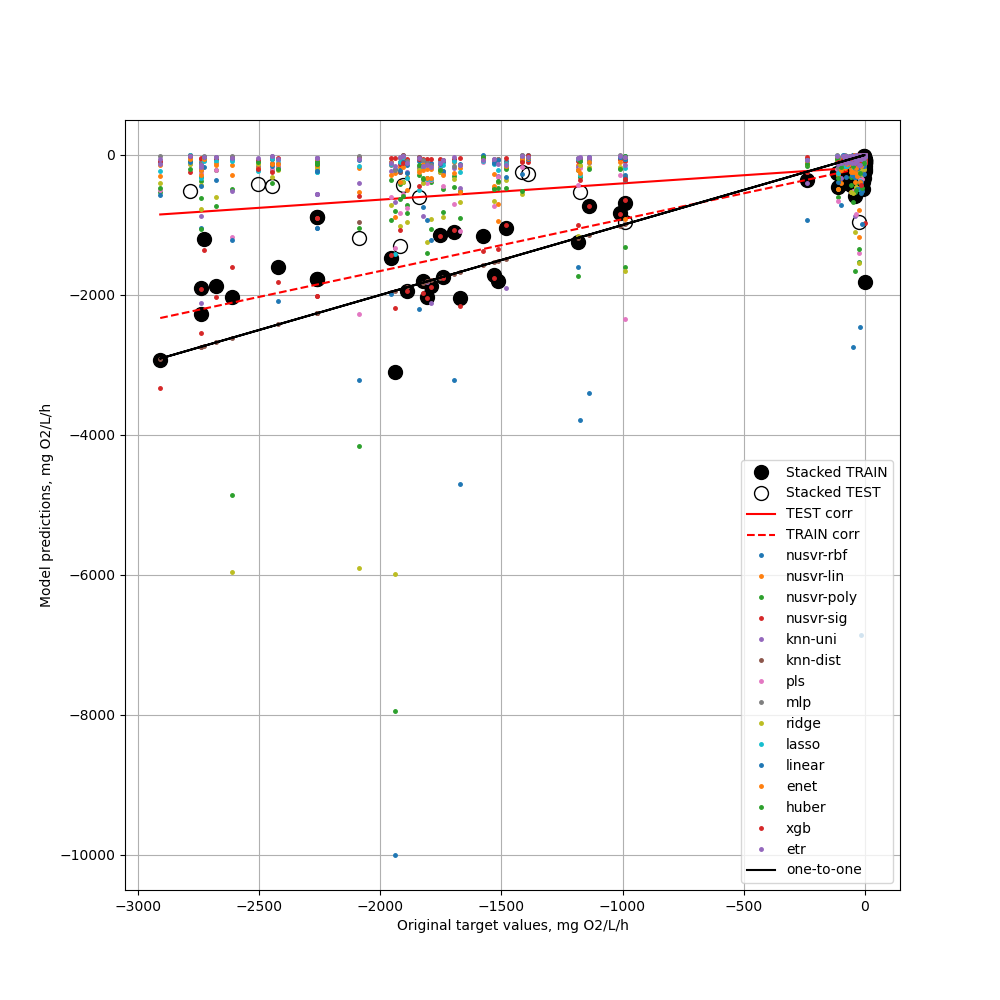 0
−2000
−4000
−6000
−8000
−10000
Model predictions, mg O2/L/h
−3000
−2500
−2000
−1500
−1000
−500
0
Original target values, mg O2/L/h
Stacked TRAIN
Stacked TEST
TEST corr
TRAIN corr
nusvr-rbf
nusvr-lin
nusvr-poly
nusvr-sig
knn-uni
knn-dist
pls
mlp
ridge
lasso
linear
enet
huber
xgb
etr
one-to-one